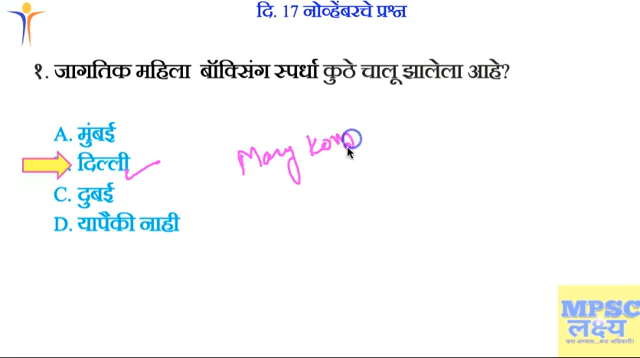 दि. 17 नोव्हेंबरचे प्रश्न
१. जागतिक महिला बॉक्सिंग स्पर्धा कुठे चालू झालेला आहे?
A. मुंबई
दिल्ली
Mary Kom
C. दुबई
D. यापैकी नाही
MPSC
लक्ष्य